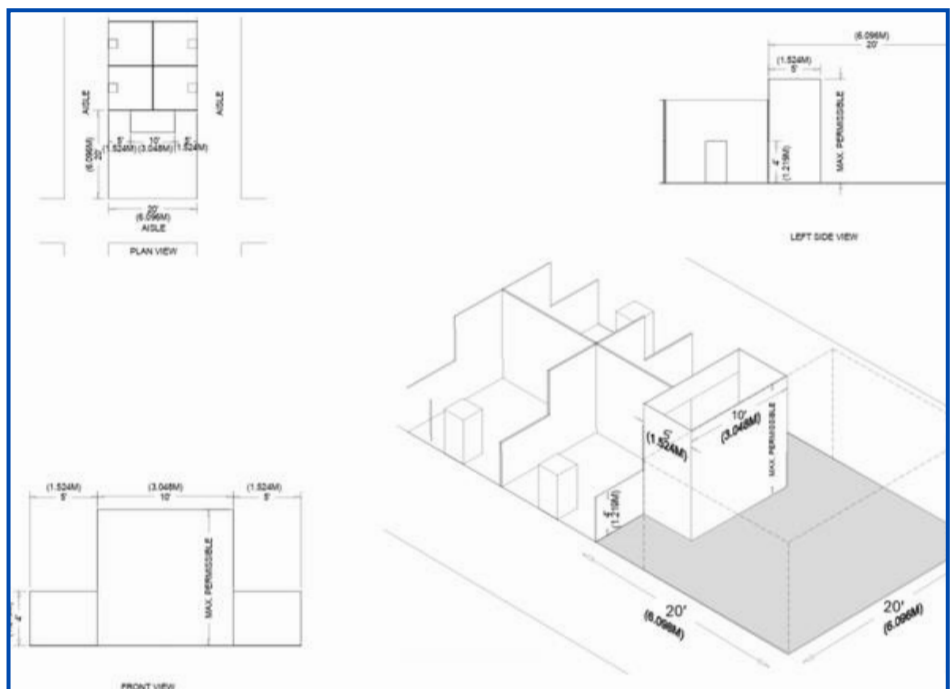 AISLE
AISLE
5' 10' 5'
(1.524M) (3.048M) (1.524M)
20'
(6.096M)
20'
(6.096M)
AISLE
PLAN VIEW
(6.096M)
20'
(1.524M)
5'
MAX. PERMISSIBLE
4'
(1.219M)
LEFT SIDE VIEW
(1.524M) (3.048M) (1.524M)
5' 10' 5'
MAX. PERMISSIBLE
4'
FRONT VIEW
5'
(1.524M)
10'
(3.048M)
MAX. PERMISSIBLE
4'
(1.219M)
20'
(6.096M)
20'
(6.096M)